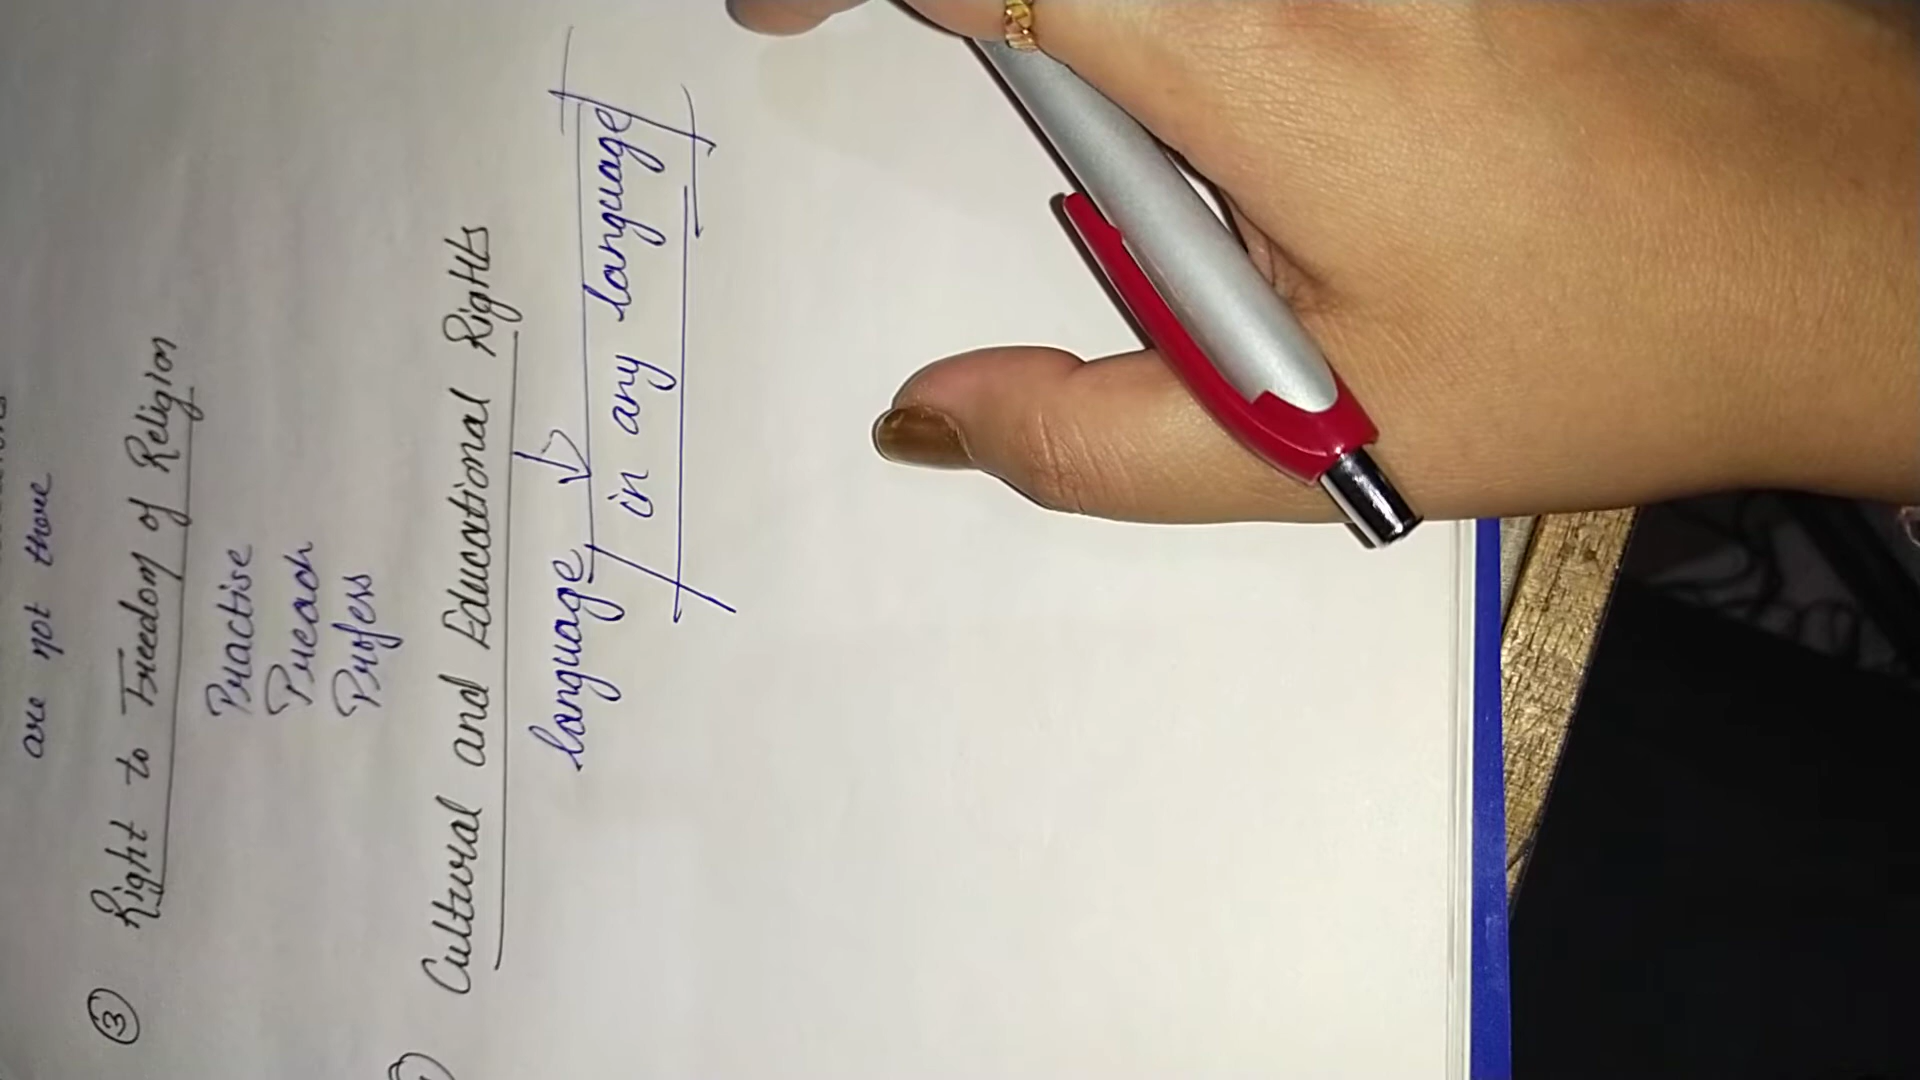 are not there
③ Right to Freedom of Religion
Practise
Preach
Profess
Cultural and Educational Rights
language
in any language